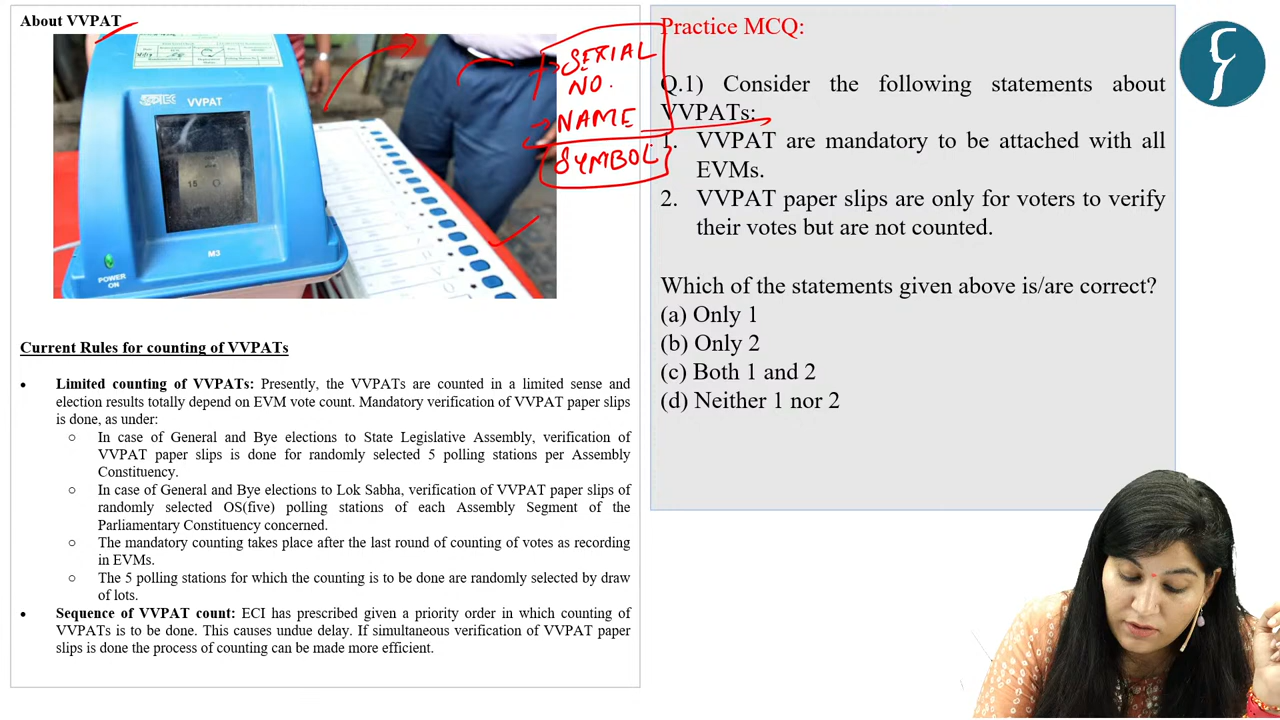 About VVPAT
VVPAT
15
M3
POWER
ON
SERIAL
NO.
NAME
SYMBOL
Current Rules for counting of VVPATs
• Limited counting of VVPATs: Presently, the VVPATs are counted in a limited sense and
election results totally depend on EVM vote count. Mandatory verification of VVPAT paper slips
is done, as under:
o In case of General and Bye elections to State Legislative Assembly, verification of
VVPAT paper slips is done for randomly selected 5 polling stations per Assembly
Constituency.
o In case of General and Bye elections to Lok Sabha, verification of VVPAT paper slips of
randomly selected OS(five) polling stations of each Assembly Segment of the
Parliamentary Constituency concerned.
o The mandatory counting takes place after the last round of counting of votes as recording
in EVMs.
o The 5 polling stations for which the counting is to be done are randomly selected by draw
of lots.
• Sequence of VVPAT count: ECI has prescribed given a priority order in which counting of
VVPATs is to be done. This causes undue delay. If simultaneous verification of VVPAT paper
slips is done the process of counting can be made more efficient.
Practice MCQ:
Q.1) Consider the following statements about
VVPATs:
1. VVPAT are mandatory to be attached with all
EVMs.
2. VVPAT paper slips are only for voters to verify
their votes but are not counted.
Which of the statements given above is/are correct?
(a) Only 1
(b) Only 2
(c) Both 1 and 2
(d) Neither 1 nor 2